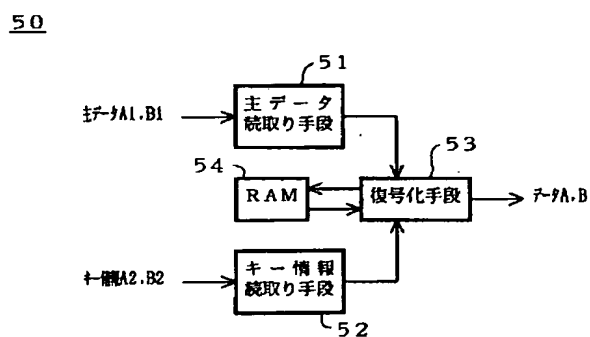 50
51
主データA1,B1
主データ
読取り手段
53
54
RAM
復号化手段
データA,B
キー情報A2,B2
キー情報
読取り手段
52